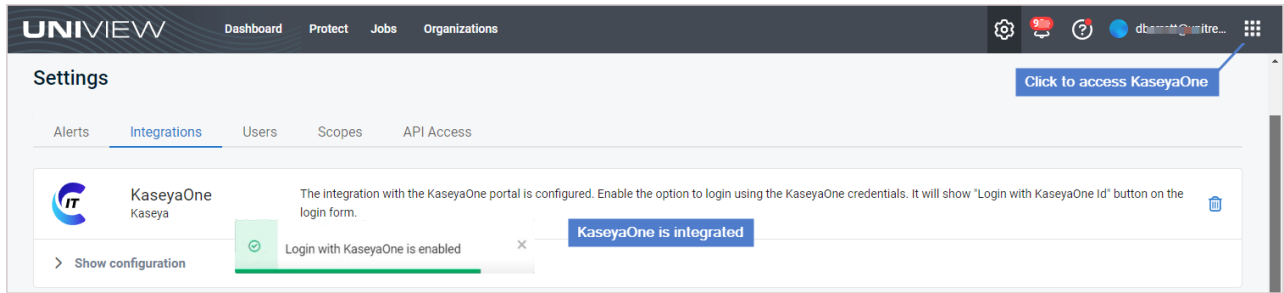 UNIVIEW Dashboard Protect Jobs Organizations
Click to access KaseyaOne
Settings
Alerts Integrations Users Scopes API Access
IT KaseyaOne The integration with the KaseyaOne portal is configured. Enable the option to login using the KaseyaOne credentials. It will show "Login with KaseyaOne Id" button on the
Kaseya login form.
KaseyaOne is integrated
Login with KaseyaOne is enabled
Show configuration